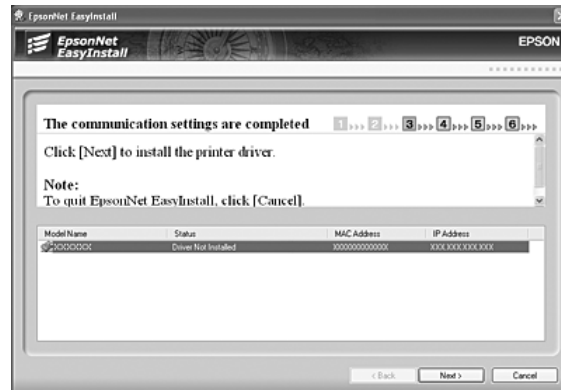 EpsonNet EasyInstall
EpsonNet
EasyInstall
EPSON
The communication settings are completed
1 2 3 4 5 6
Click [Next] to install the printer driver.
Note:
To quit EpsonNet EasyInstall, click [Cancel].
Model Name Status MAC Address IP Address
XXXXXXX Driver Not Installed XXXXXXXXXXXX XXX.XXX.XXX.XXX
< Back Next > Cancel